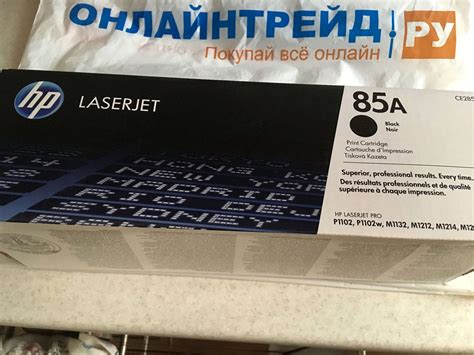 ОНЛАЙНТРЕЙД.РУ
Покупай всё онлайн
hp LASERJET
85A
CE285
Black
Noir
Print Cartridge
Cartouche d'impression
Tisková Kazeta
Superior, professional results. Every time.
Des résultats professionnels et de qualité
supérieure à chaque impression.
HP LASERJET PRO
P1102, P1102w, M1132, M1212, M1214,